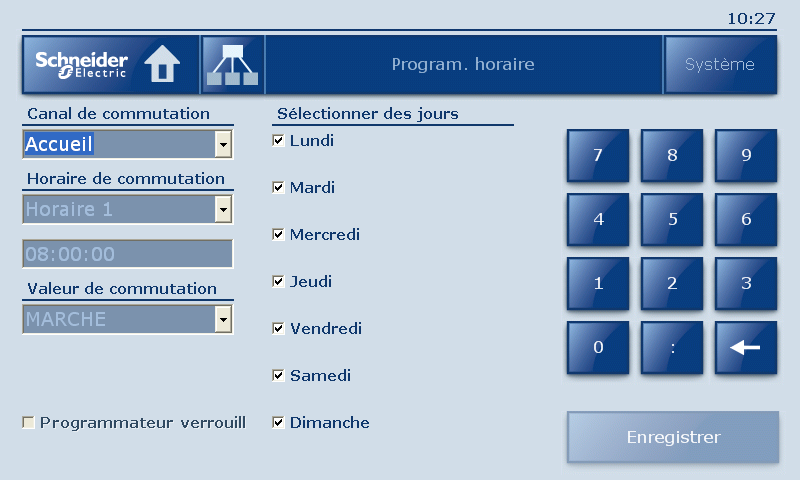 10:27
Schneider
Electric
Program. horaire
Système
Canal de commutation
Accueil
Horaire de commutation
Horaire 1
08:00:00
Valeur de commutation
MARCHE
Programmateur verrouill
Sélectionner des jours
Lundi
Mardi
Mercredi
Jeudi
Vendredi
Samedi
Dimanche
7 8 9
4 5 6
1 2 3
0 :
Enregistrer